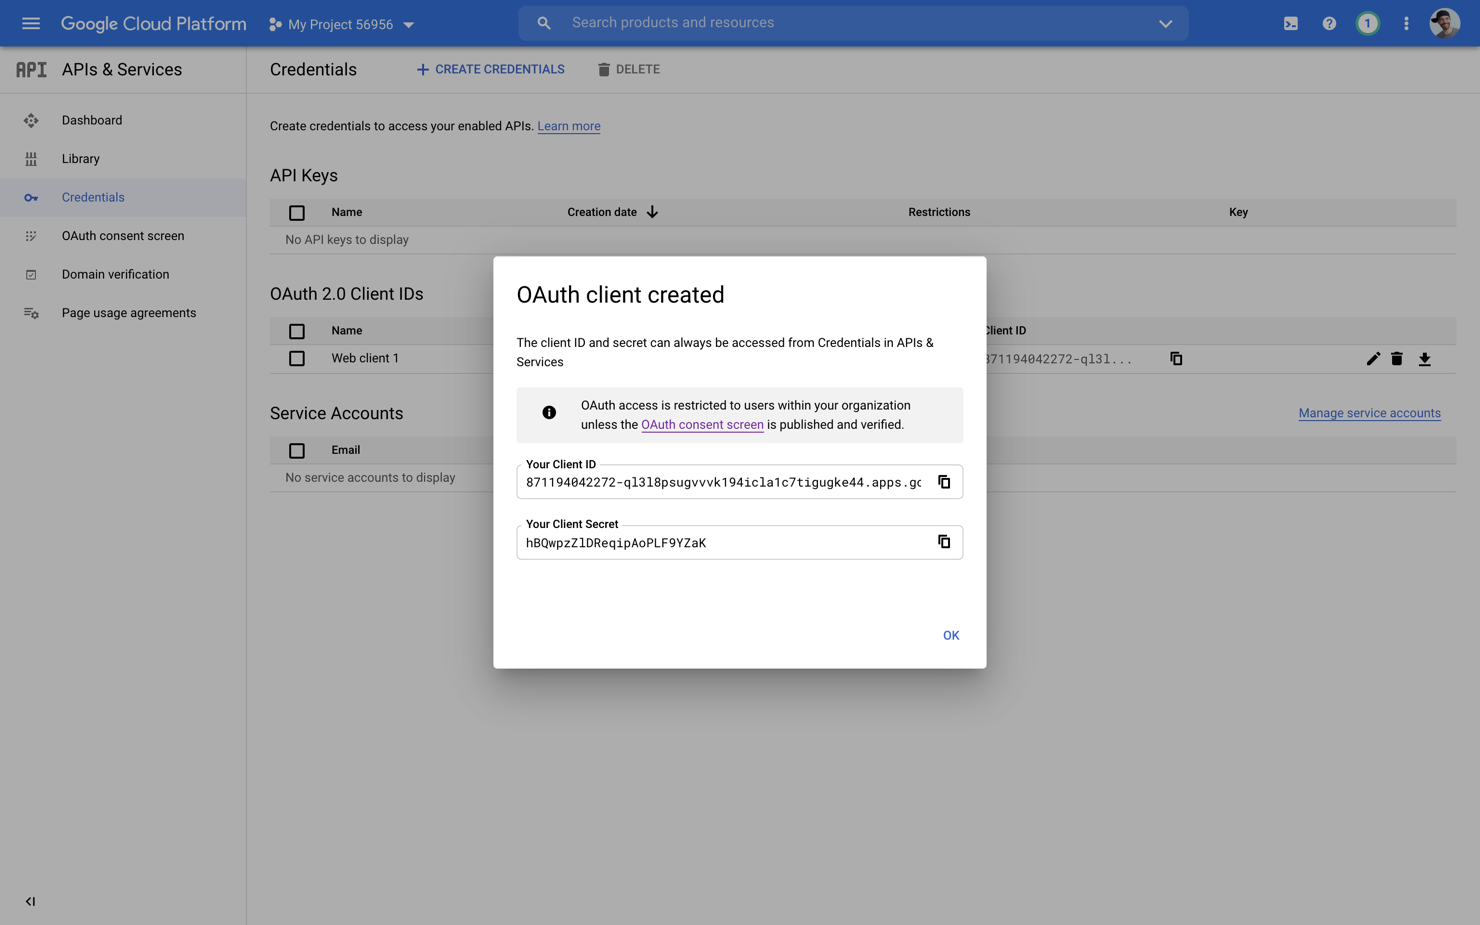 Google Cloud Platform
My Project 56956
Search products and resources
1
API
APIs & Services
Credentials
CREATE CREDENTIALS
DELETE
Dashboard
Library
Credentials
OAuth consent screen
Domain verification
Page usage agreements
Create credentials to access your enabled APIs. Learn more
API Keys
Name
Creation date
Restrictions
Key
No API keys to display
OAuth 2.0 Client IDs
Name
Client ID
Web client 1
871194042272-ql3l...
Service Accounts
Manage service accounts
Email
No service accounts to display
OAuth client created
The client ID and secret can always be accessed from Credentials in APIs &
Services
OAuth access is restricted to users within your organization
unless the OAuth consent screen is published and verified.
Your Client ID
871194042272-ql3l8psugvvvk194icla1c7tigugke44.apps.gc
Your Client Secret
hBQwpzZlDReqipAoPLF9YZaK
OK